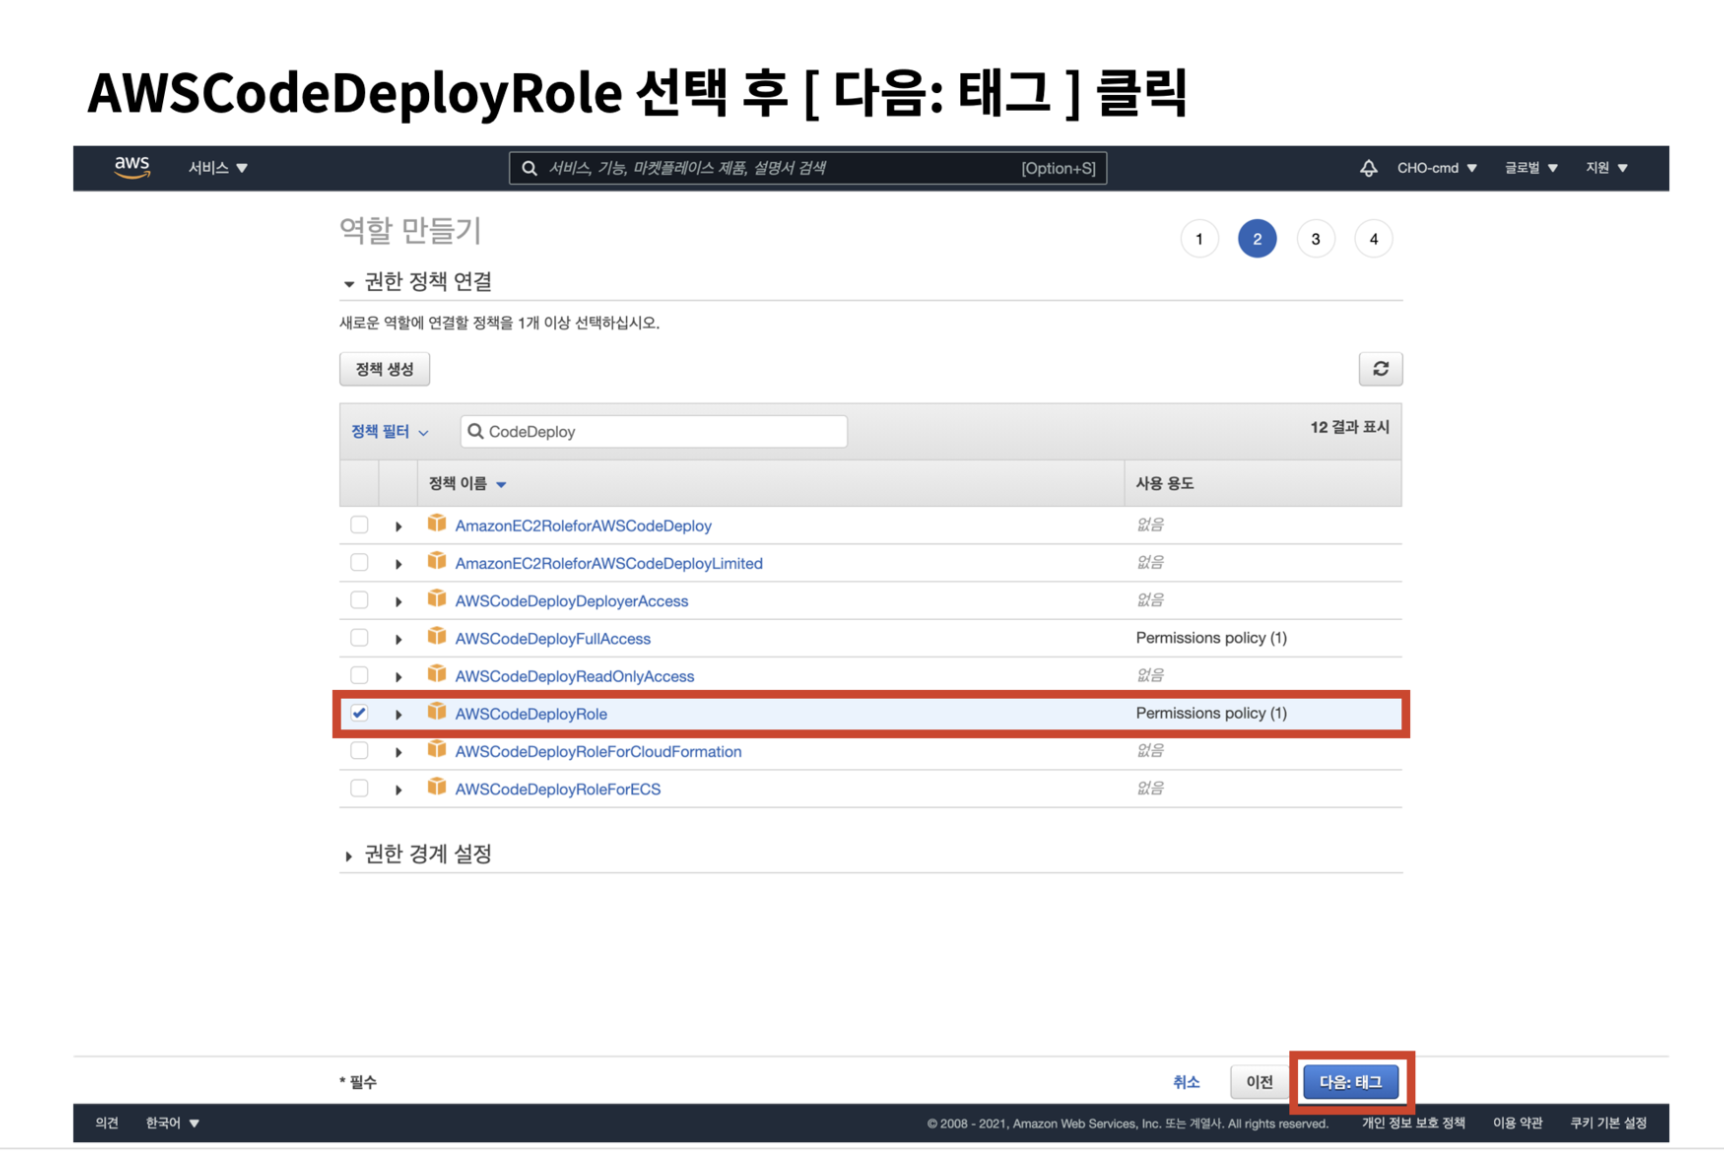 AWSCodeDeployRole 선택 후 [ 다음: 태그 ] 클릭
aws 서비스 서비스, 기능, 마켓플레이스 제품, 설명서 검색 [Option+S] CHO-cmd 글로벌 지원
역할 만들기 1 2 3 4
권한 정책 연결
새로운 역할에 연결할 정책을 1개 이상 선택하십시오.
정책 생성
정책 필터 CodeDeploy 12 결과 표시
정책 이름 사용 용도
AmazonEC2RoleforAWSCodeDeploy 없음
AmazonEC2RoleforAWSCodeDeployLimited 없음
AWSCodeDeployDeployerAccess 없음
AWSCodeDeployFullAccess Permissions policy (1)
AWSCodeDeployReadOnlyAccess 없음
AWSCodeDeployRole Permissions policy (1)
AWSCodeDeployRoleForCloudFormation 없음
AWSCodeDeployRoleForECS 없음
권한 경계 설정
* 필수 취소 이전 다음: 태그
의견 한국어 © 2008 - 2021, Amazon Web Services, Inc. 또는 계열사. All rights reserved. 개인 정보 보호 정책 이용 약관 쿠키 기본 설정